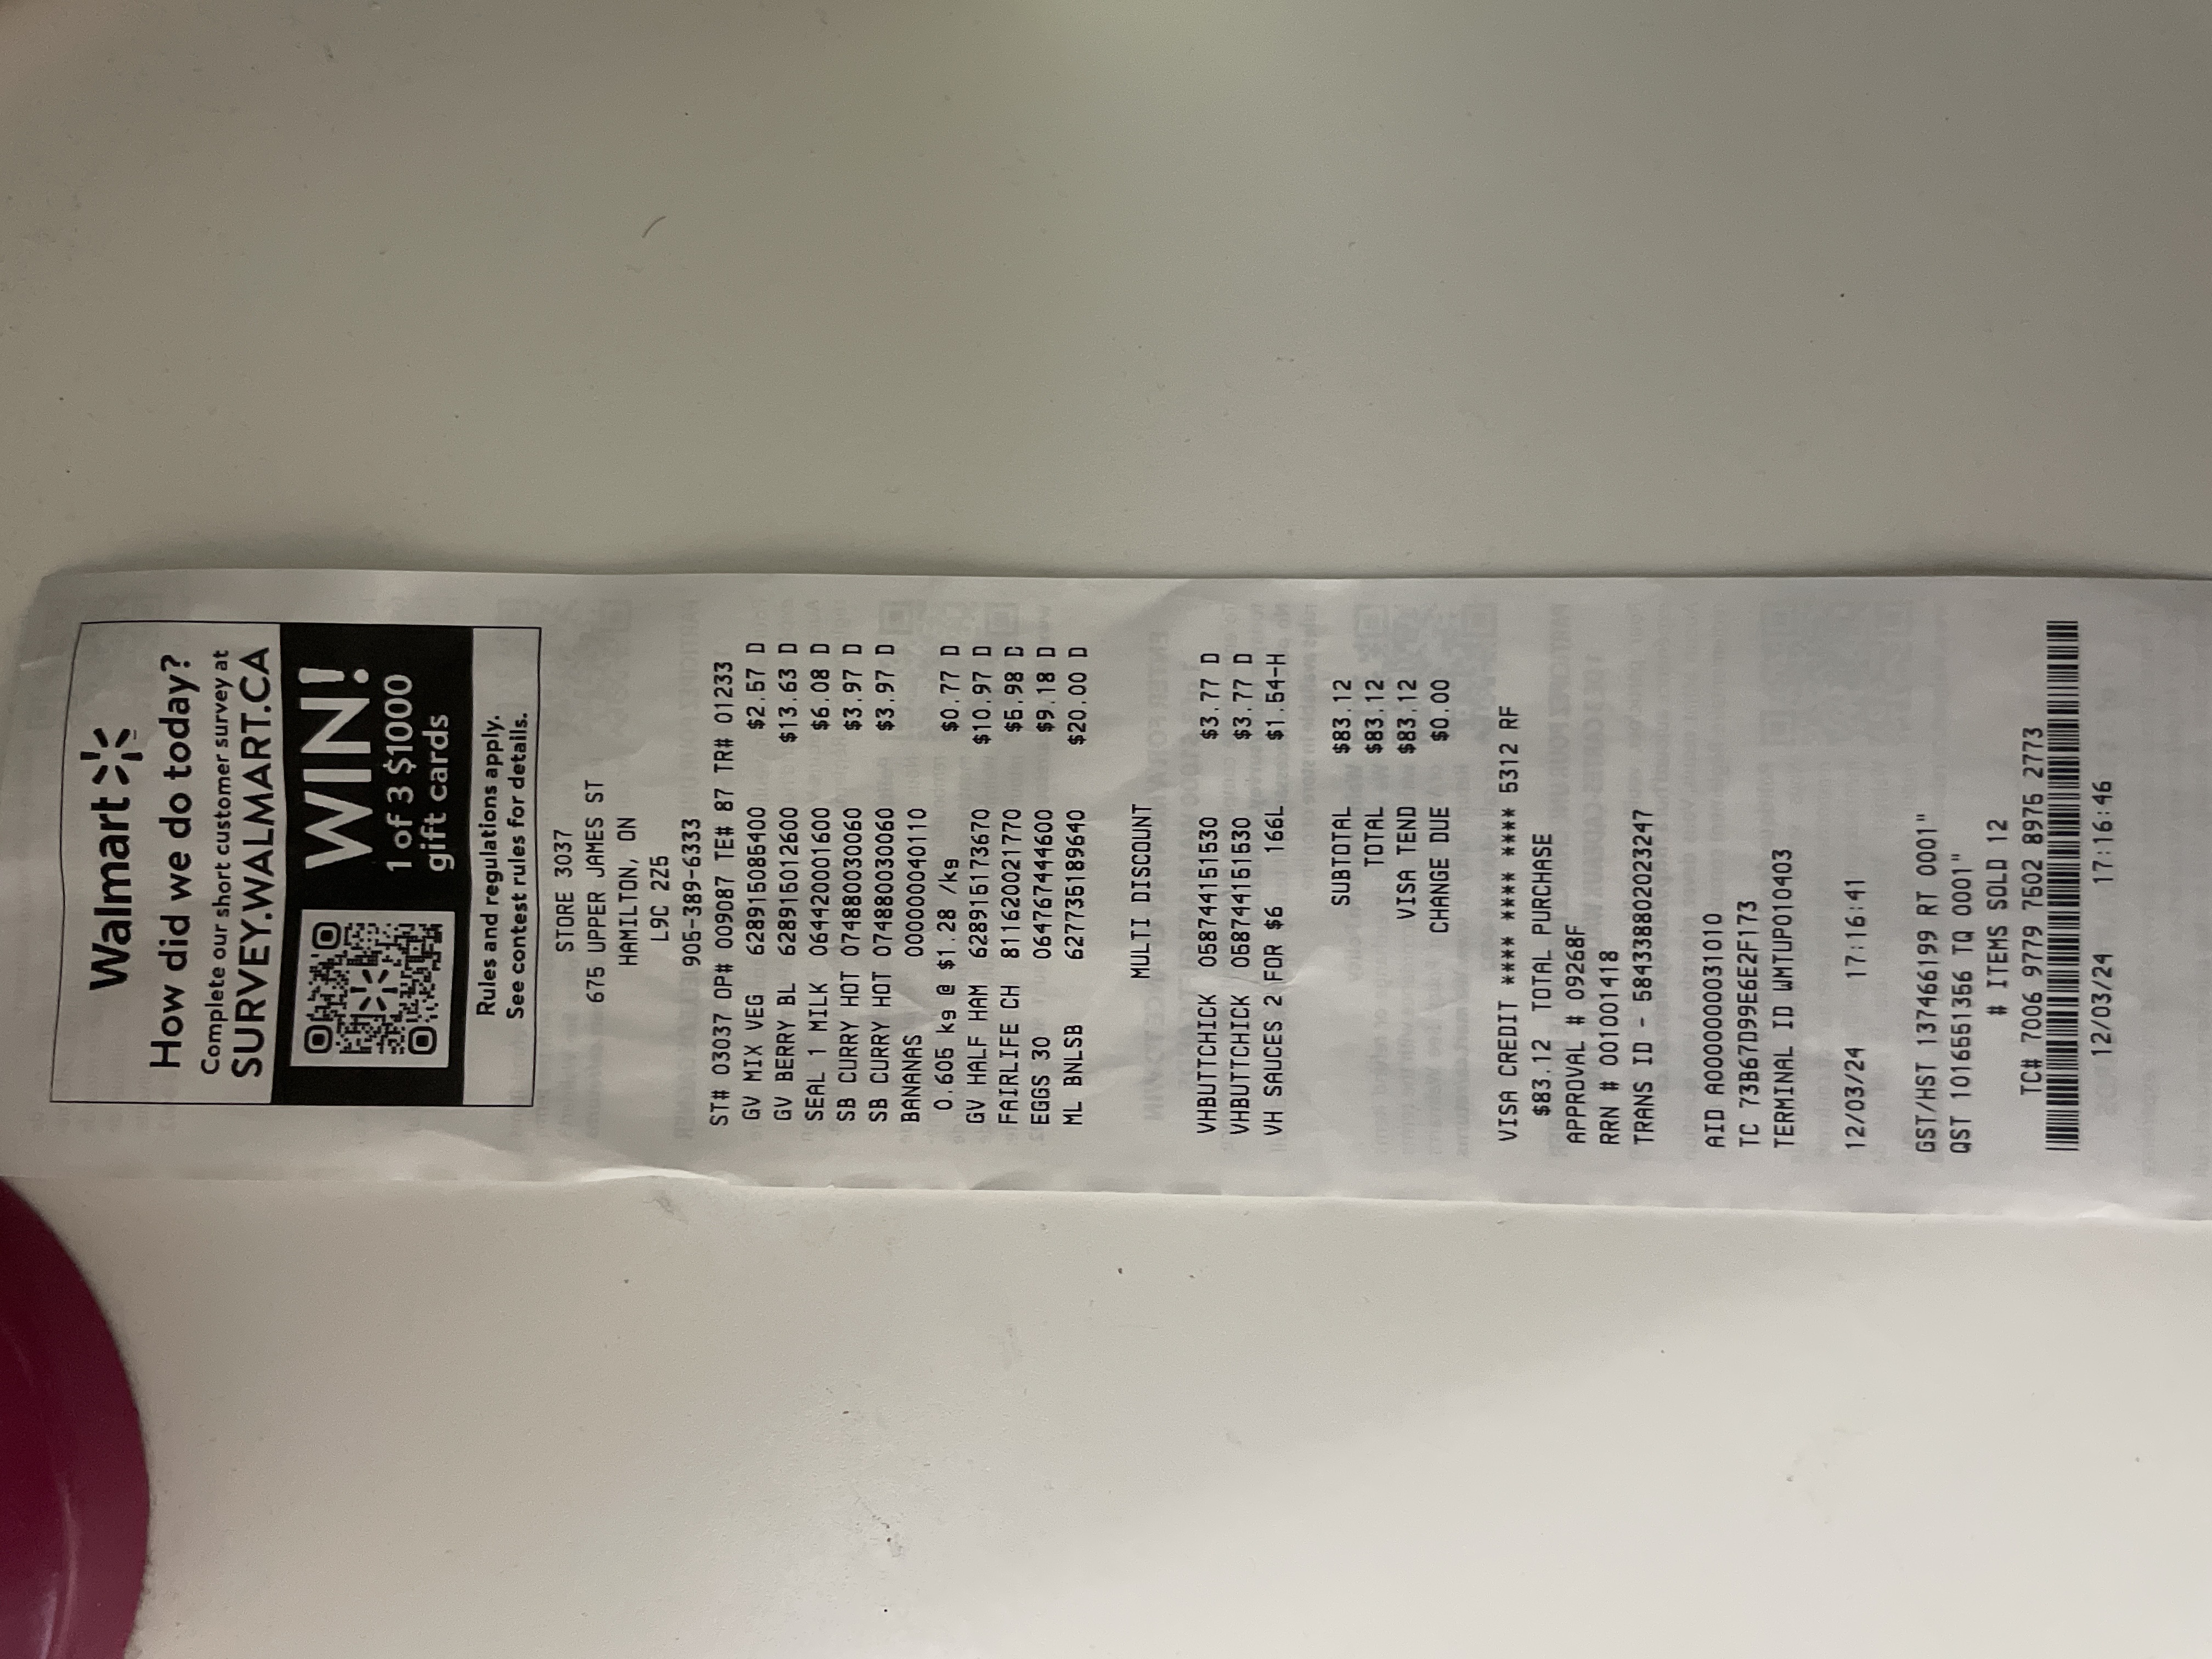 Walmart
How did we do today?
Complete our short customer survey at
SURVEY.WALMART.CA
WIN!
1 of 3 $1000
gift cards
Rules and regulations apply.
See contest rules for details.
STORE 3037
675 UPPER JAMES ST
HAMILTON, ON
L9C 2Z5
905-389-6333
ST# 03037 OP# 009087 TE# 87 TR# 01233
GV MIX VEG 628915085400 $2.57 D
GV BERRY BL 628915012600 $13.63 D
SEAL 1 MILK 064420001600 $6.08 D
SB CURRY HOT 074880030060 $3.97 D
SB CURRY HOT 074880030060 $3.97 D
BANANAS 000000040110
0.605 kg @ $1.28 /kg $0.77 D
GV HALF HAM 628915173670 $10.97 D
FAIRLIFE CH 811620021770 $5.98 D
EGGS 30 064767444600 $9.18 D
ML BNLSB 627735189640 $20.00 D
MULTI DISCOUNT
VHBUTTCHICK 058744151530 $3.77 D
VHBUTTCHICK 058744151530 $3.77 D
VH SAUCES 2 FOR $6 166L $1.54-H
SUBTOTAL $83.12
TOTAL $83.12
VISA TEND $83.12
CHANGE DUE $0.00
VISA CREDIT **** **** **** 5312 RF
$83.12 TOTAL PURCHASE
APPROVAL # 09268F
RRN # 001001418
TRANS ID - 584338802023247
AID A0000000031010
TC 73B67D99E6E2F173
TERMINAL ID WMTUP010403
12/03/24 17:16:41
GST/HST 137466199 RT 0001"
QST 1016551356 TQ 0001"
# ITEMS SOLD 12
TC# 7006 9779 7502 8975 2773
12/03/24 17:16:46